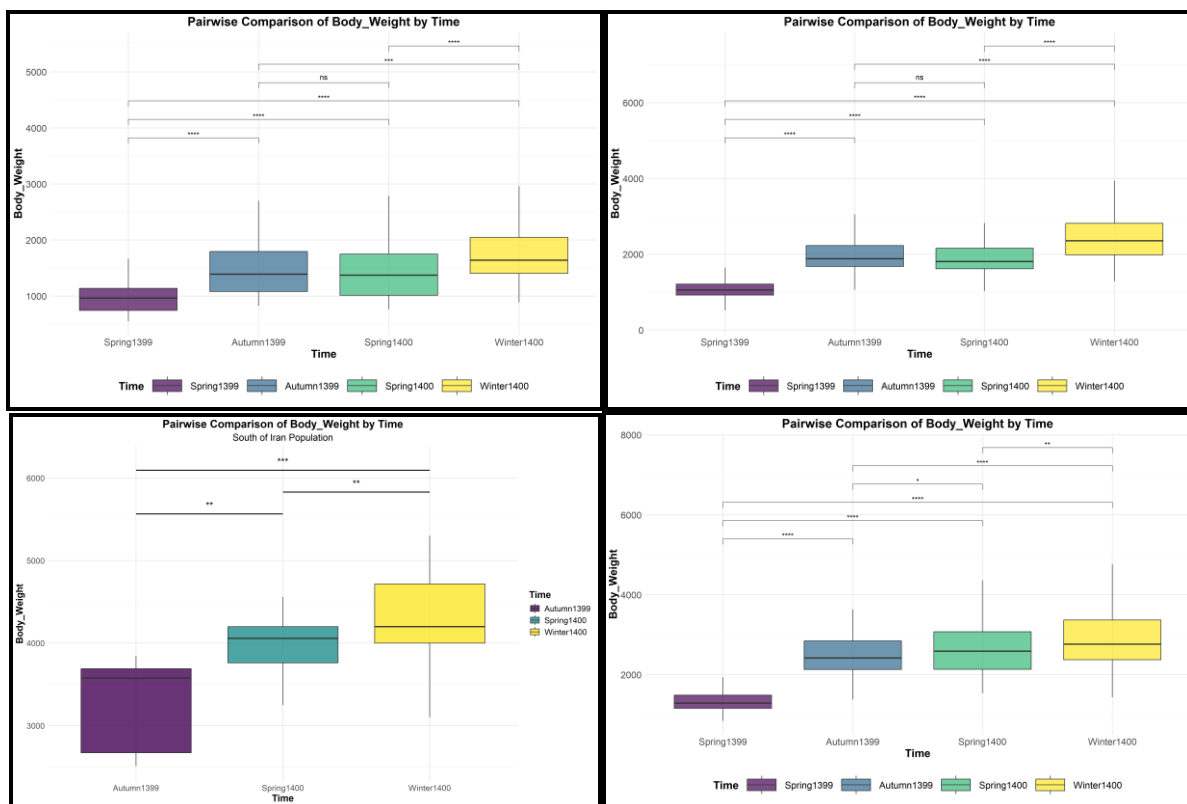 Pairwise Comparison of Body_Weight by Time
****
***
ns
****
****
****
5000
4000
3000
2000
1000
Body_Weight
Spring1399 Autumn1399 Spring1400 Winter1400
Time
Time Spring1399 Autumn1399 Spring1400 Winter1400
Pairwise Comparison of Body_Weight by Time
****
****
ns
****
****
****
6000
4000
2000
0
Body_Weight
Spring1399 Autumn1399 Spring1400 Winter1400
Time
Time Spring1399 Autumn1399 Spring1400 Winter1400
Pairwise Comparison of Body_Weight by Time
South of Iran Population
***
**
**
6000
5000
4000
3000
Body_Weight
Autumn1399 Spring1400 Winter1400
Time
Time
Autumn1399
Spring1400
Winter1400
Pairwise Comparison of Body_Weight by Time
**
****
*
****
****
****
8000
6000
4000
2000
Body_Weight
Spring1399 Autumn1399 Spring1400 Winter1400
Time
Time Spring1399 Autumn1399 Spring1400 Winter1400